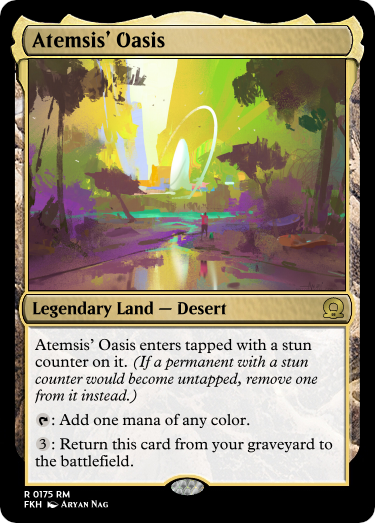 Atemsis' Oasis
Legendary Land — Desert
Atemsis' Oasis enters tapped with a stun
counter on it. (If a permanent with a stun
counter would become untapped, remove one
from it instead.)
: Add one mana of any color.
3 : Return this card from your graveyard to
the battlefield.
R 0175 RM
FKH Aryan Nag